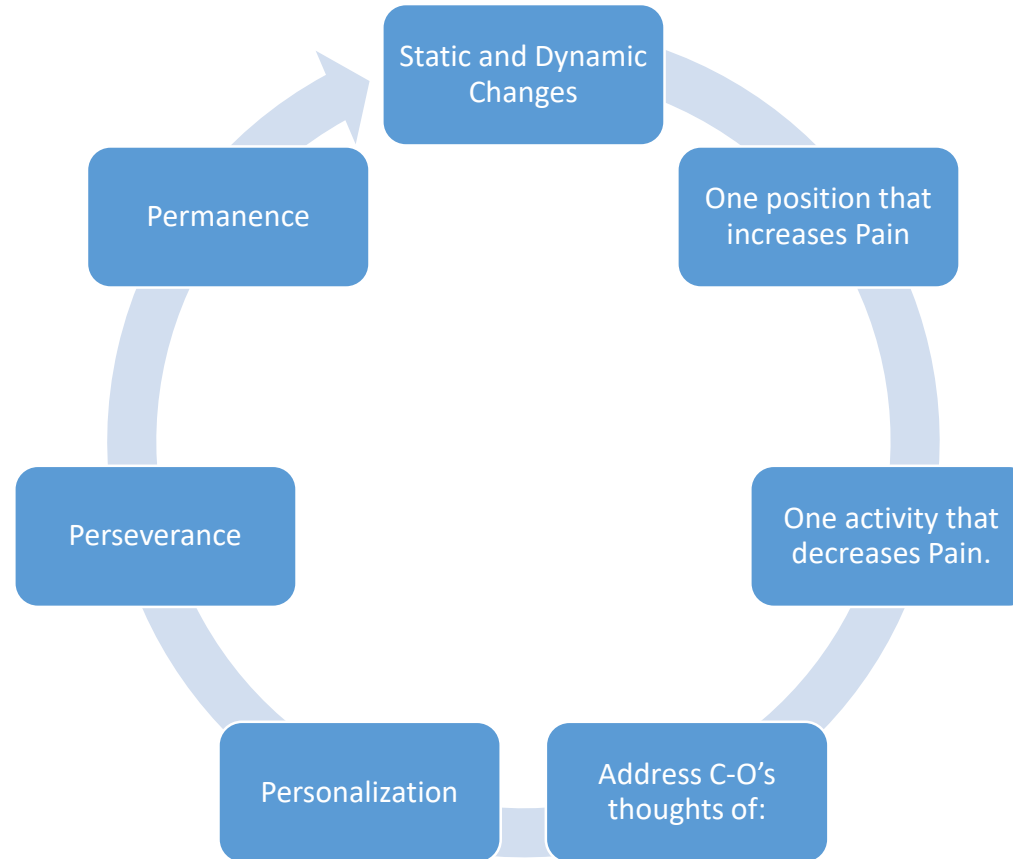 Static and Dynamic
Changes
One position that
increases Pain
One activity that
decreases Pain.
Address C-O’s
thoughts of:
Personalization
Perseverance
Permanence